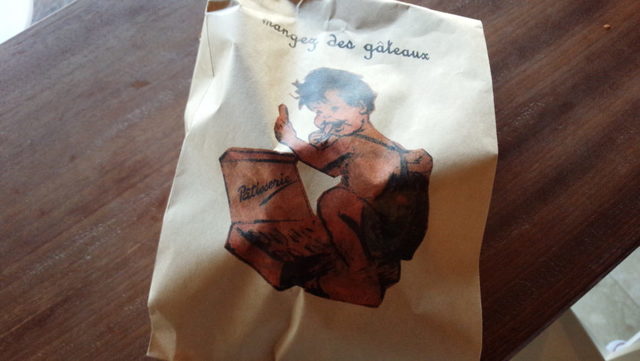 mangez des gâteaux
Pâtisserie